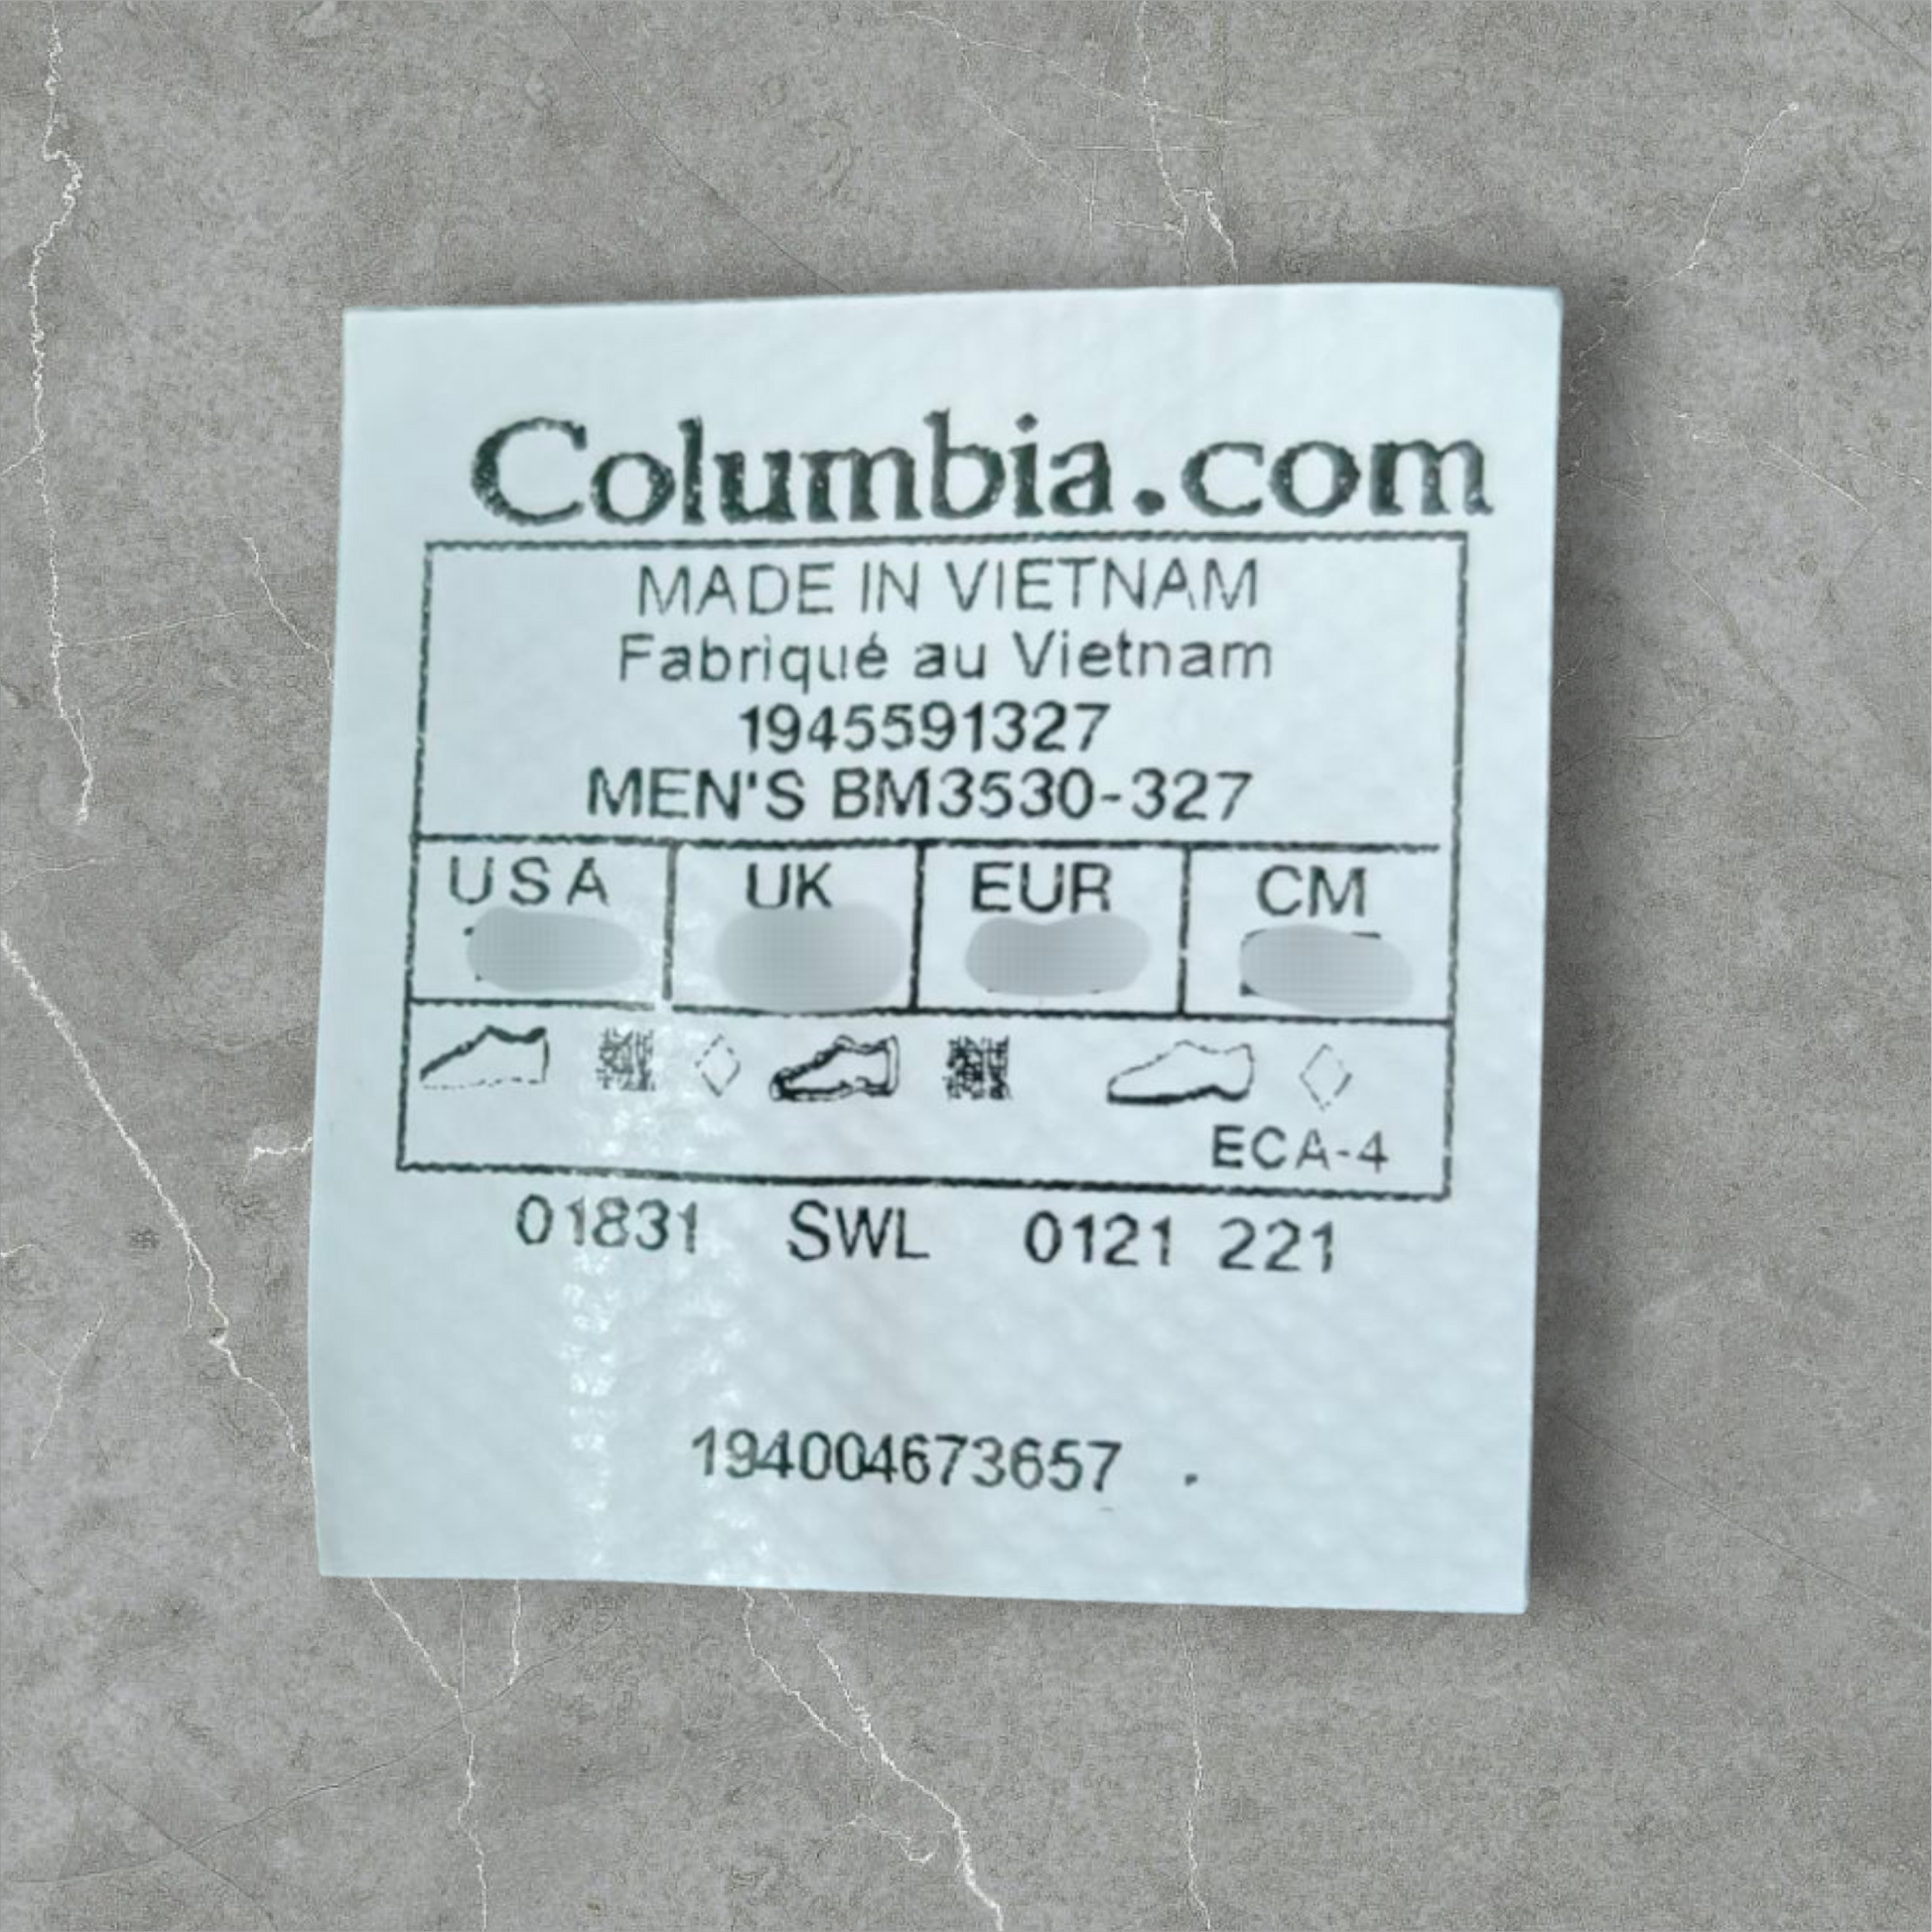 Columbia.com
MADE IN VIETNAM
Fabriqué au Vietnam
1945591327
MEN'S BM3530-327
USA UK EUR CM
ECA-4
01831 SWL 0121 221
194004673657